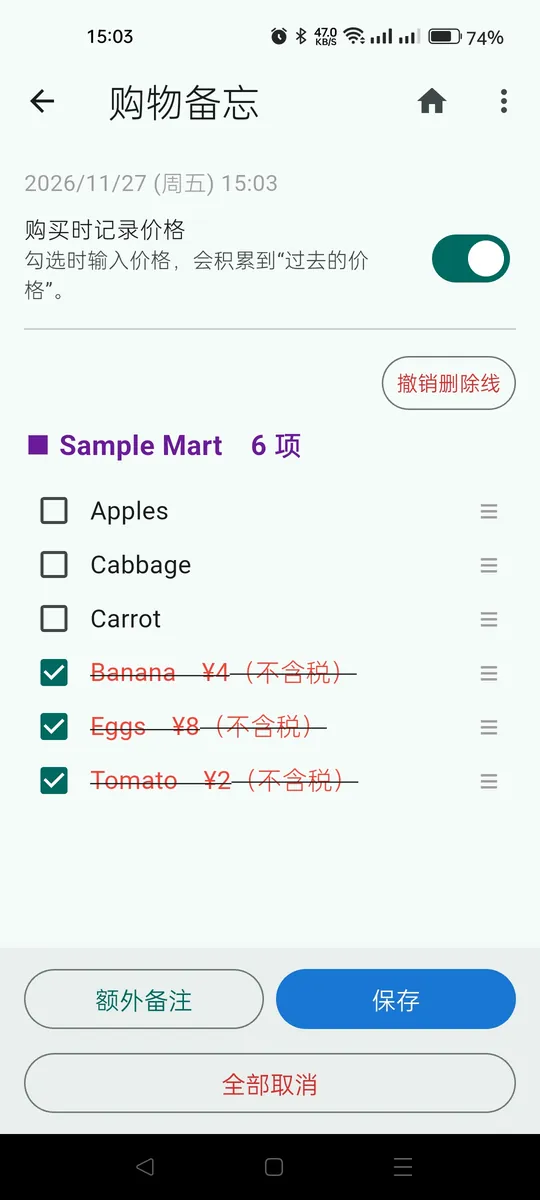 15:03
47.0
KB/S
74%
购物备忘
2026/11/27 (周五) 15:03
购买时记录价格
勾选时输入价格，会积累到“过去的价
格”。
撤销删除线
Sample Mart 6 项
Apples
Cabbage
Carrot
Banana ¥4（不含税）
Eggs ¥8（不含税）
Tomato ¥2（不含税）
额外备注
保存
全部取消